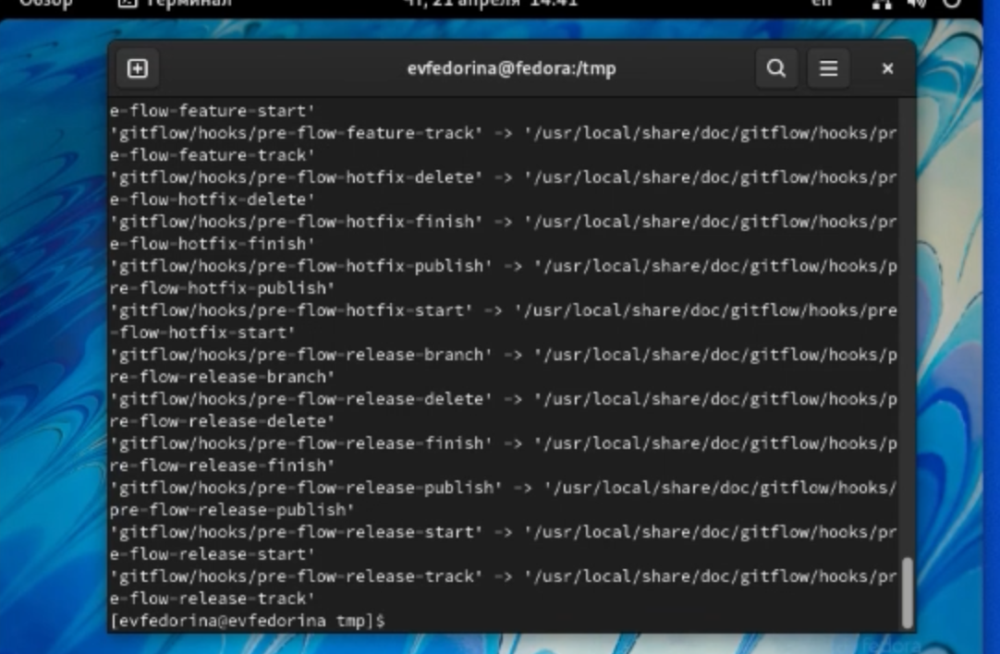 Обзор Терминал Чт, 21 апреля 14:41 en
evfedorina@fedora:/tmp
e-flow-feature-start'
'gitflow/hooks/pre-flow-feature-track' -> '/usr/local/share/doc/gitflow/hooks/pr
e-flow-feature-track'
'gitflow/hooks/pre-flow-hotfix-delete' -> '/usr/local/share/doc/gitflow/hooks/pr
e-flow-hotfix-delete'
'gitflow/hooks/pre-flow-hotfix-finish' -> '/usr/local/share/doc/gitflow/hooks/pr
e-flow-hotfix-finish'
'gitflow/hooks/pre-flow-hotfix-publish' -> '/usr/local/share/doc/gitflow/hooks/p
re-flow-hotfix-publish'
'gitflow/hooks/pre-flow-hotfix-start' -> '/usr/local/share/doc/gitflow/hooks/pre
-flow-hotfix-start'
'gitflow/hooks/pre-flow-release-branch' -> '/usr/local/share/doc/gitflow/hooks/p
re-flow-release-branch'
'gitflow/hooks/pre-flow-release-delete' -> '/usr/local/share/doc/gitflow/hooks/p
re-flow-release-delete'
'gitflow/hooks/pre-flow-release-finish' -> '/usr/local/share/doc/gitflow/hooks/p
re-flow-release-finish'
'gitflow/hooks/pre-flow-release-publish' -> '/usr/local/share/doc/gitflow/hooks/
pre-flow-release-publish'
'gitflow/hooks/pre-flow-release-start' -> '/usr/local/share/doc/gitflow/hooks/pr
e-flow-release-start'
'gitflow/hooks/pre-flow-release-track' -> '/usr/local/share/doc/gitflow/hooks/pr
e-flow-release-track'
[evfedorina@evfedorina tmp]$
fedora